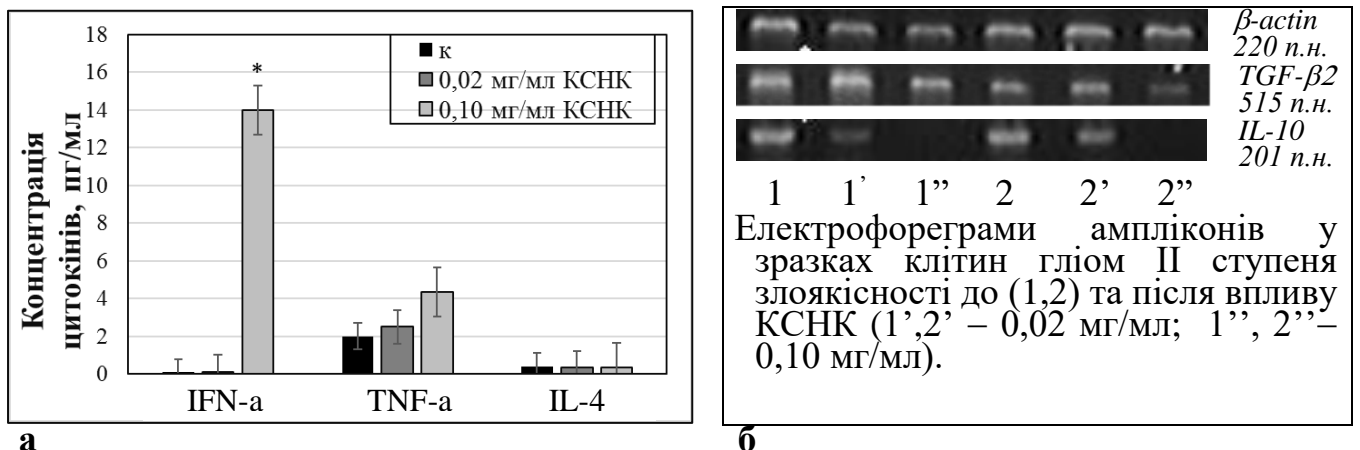 18
16
14
12
10
8
6
4
2
0
Концентрація
цитокінів, пг/мл
*
к
0,02 мг/мл КСНК
0,10 мг/мл КСНК
IFN-a TNF-a IL-4
а
β-actin
220 п.н.
TGF-β2
515 п.н.
IL-10
201 п.н.
1 1’ 1” 2 2’ 2”
Електрофореграми ампліконів у
зразках клітин гліом ІІ ступеня
злоякісності до (1,2) та після впливу
КСНК (1’,2’ – 0,02 мг/мл; 1’’, 2’’–
0,10 мг/мл).
б